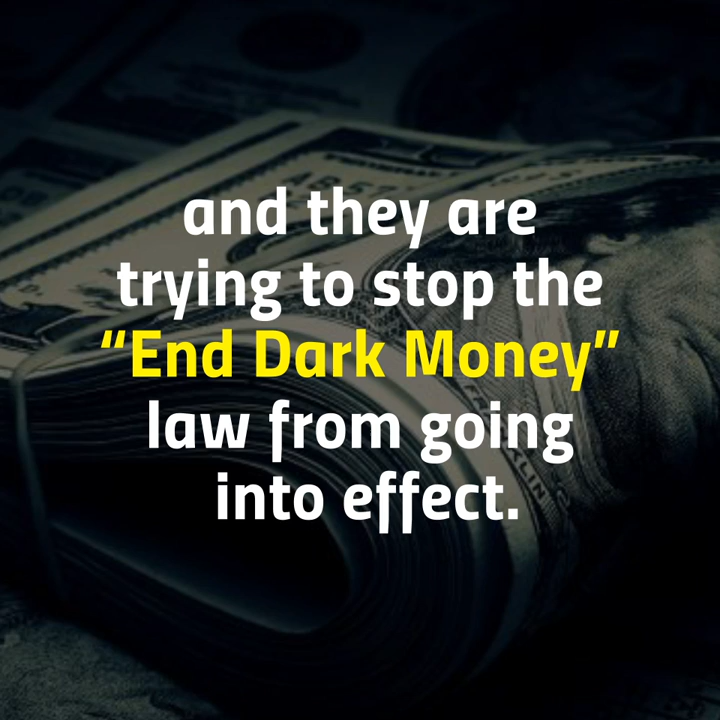 and they are
trying to stop the
“End Dark Money”
law from going
into effect.